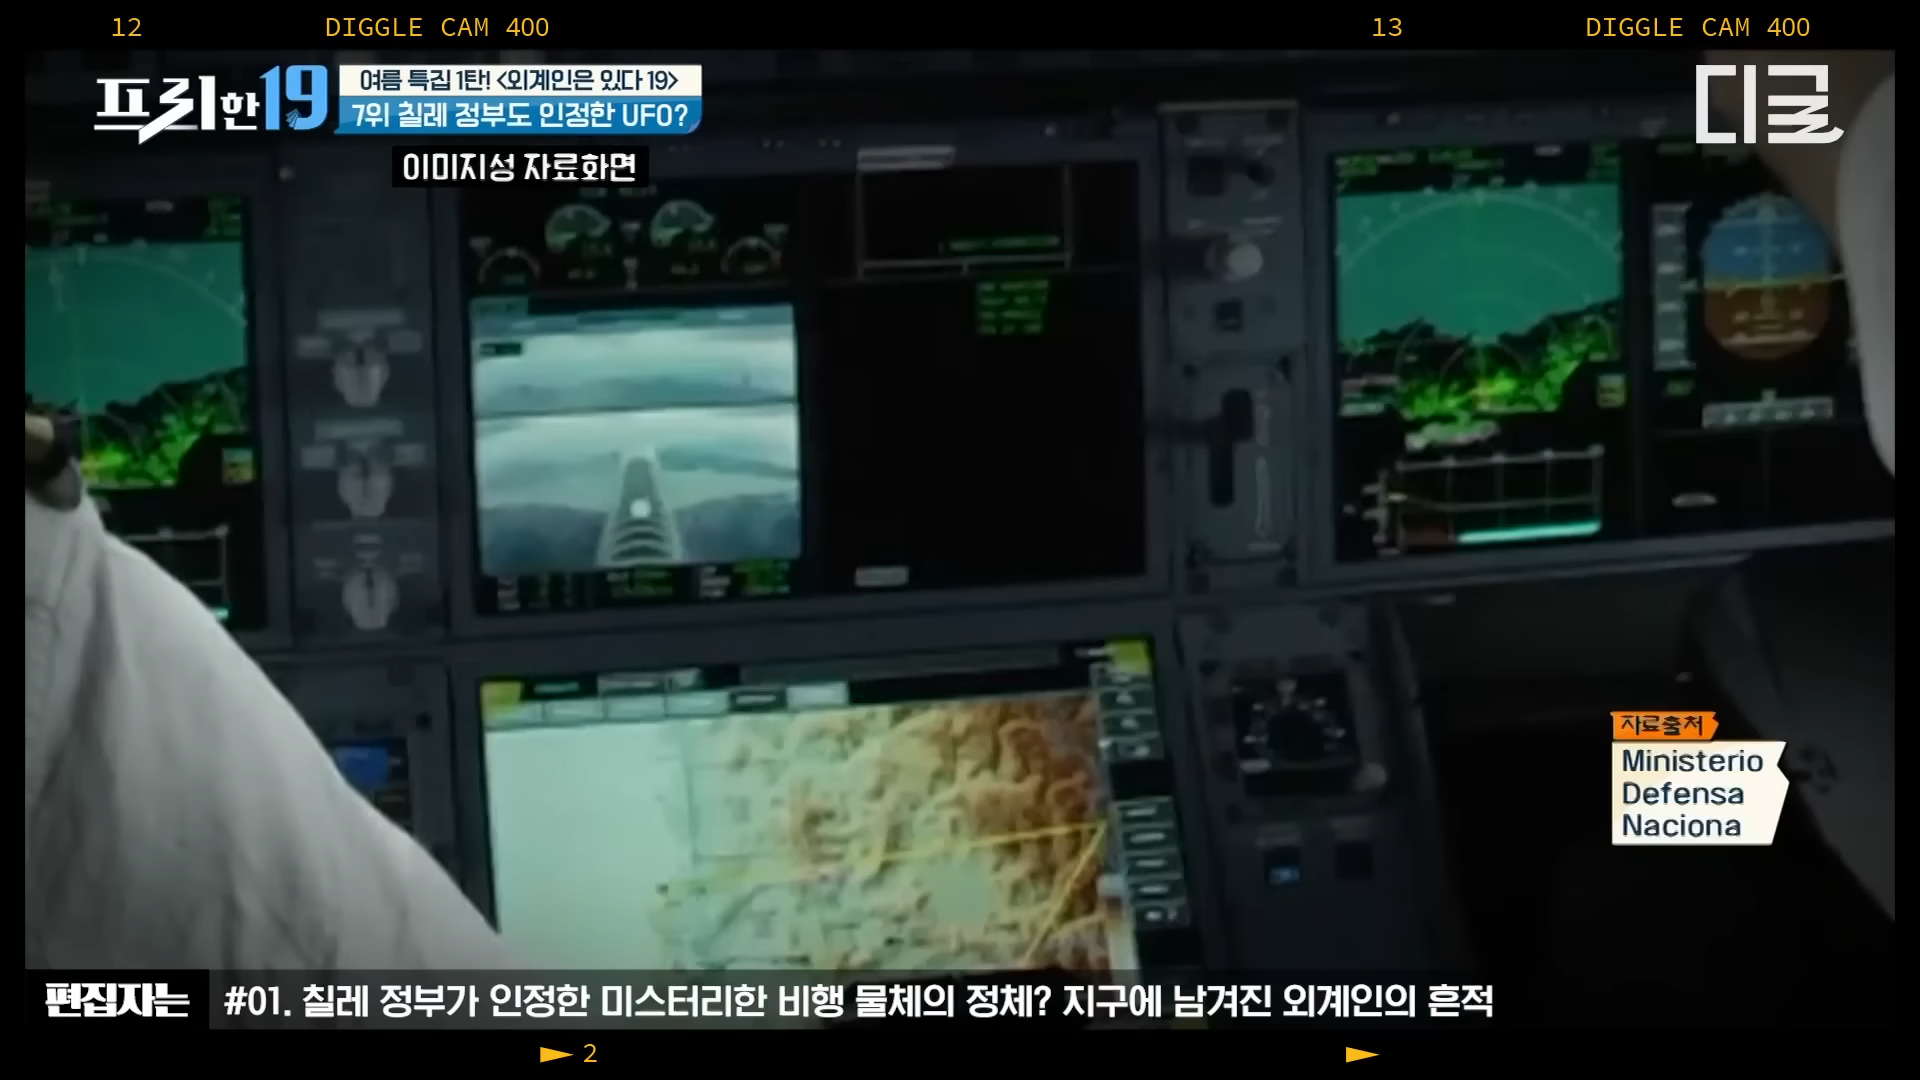 12
DIGGLE CAM 400
13
DIGGLE CAM 400
프리한19
여름 특집 1탄! <외계인은 있다 19>
7위 칠레 정부도 인정한 UFO?
이미지성 자료화면
디글
자료출처
Ministerio
Defensa
Naciona
편집자는
#01. 칠레 정부가 인정한 미스터리한 비행 물체의 정체? 지구에 남겨진 외계인의 흔적
2